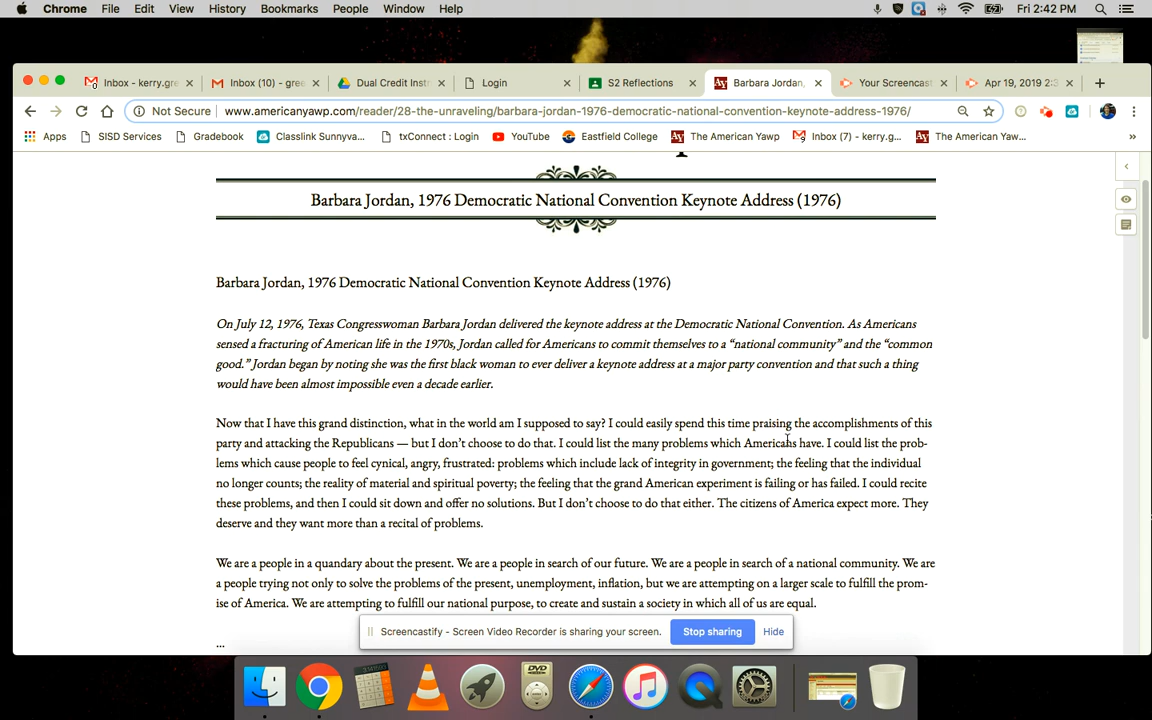 Chrome File Edit View History Bookmarks People Window Help Fri 2:42 PM
Inbox - kerry.gre Inbox (10) - gree Dual Credit Instr Login S2 Reflections Barbara Jordan, Your Screencast Apr 19, 2019 2:3
Not Secure www.americanyawp.com/reader/28-the-unraveling/barbara-jordan-1976-democratic-national-convention-keynote-address-1976/
Apps SISD Services Gradebook Classlink Sunnyva... txConnect : Login YouTube Eastfield College The American Yawp Inbox (7) - kerry.g... The American Yaw... »
Barbara Jordan, 1976 Democratic National Convention Keynote Address (1976)
Barbara Jordan, 1976 Democratic National Convention Keynote Address (1976)
On July 12, 1976, Texas Congresswoman Barbara Jordan delivered the keynote address at the Democratic National Convention. As Americans
sensed a fracturing of American life in the 1970s, Jordan called for Americans to commit themselves to a “national community” and the “common
good.” Jordan began by noting she was the first black woman to ever deliver a keynote address at a major party convention and that such a thing
would have been almost impossible even a decade earlier.
Now that I have this grand distinction, what in the world am I supposed to say? I could easily spend this time praising the accomplishments of this
party and attacking the Republicans — but I don’t choose to do that. I could list the many problems which Americans have. I could list the prob-
lems which cause people to feel cynical, angry, frustrated: problems which include lack of integrity in government; the feeling that the individual
no longer counts; the reality of material and spiritual poverty; the feeling that the grand American experiment is failing or has failed. I could recite
these problems, and then I could sit down and offer no solutions. But I don’t choose to do that either. The citizens of America expect more. They
deserve and they want more than a recital of problems.
We are a people in a quandary about the present. We are a people in search of our future. We are a people in search of a national community. We are
a people trying not only to solve the problems of the present, unemployment, inflation, but we are attempting on a larger scale to fulfill the prom-
ise of America. We are attempting to fulfill our national purpose, to create and sustain a society in which all of us are equal.
...
Screencastify - Screen Video Recorder is sharing your screen. Stop sharing Hide